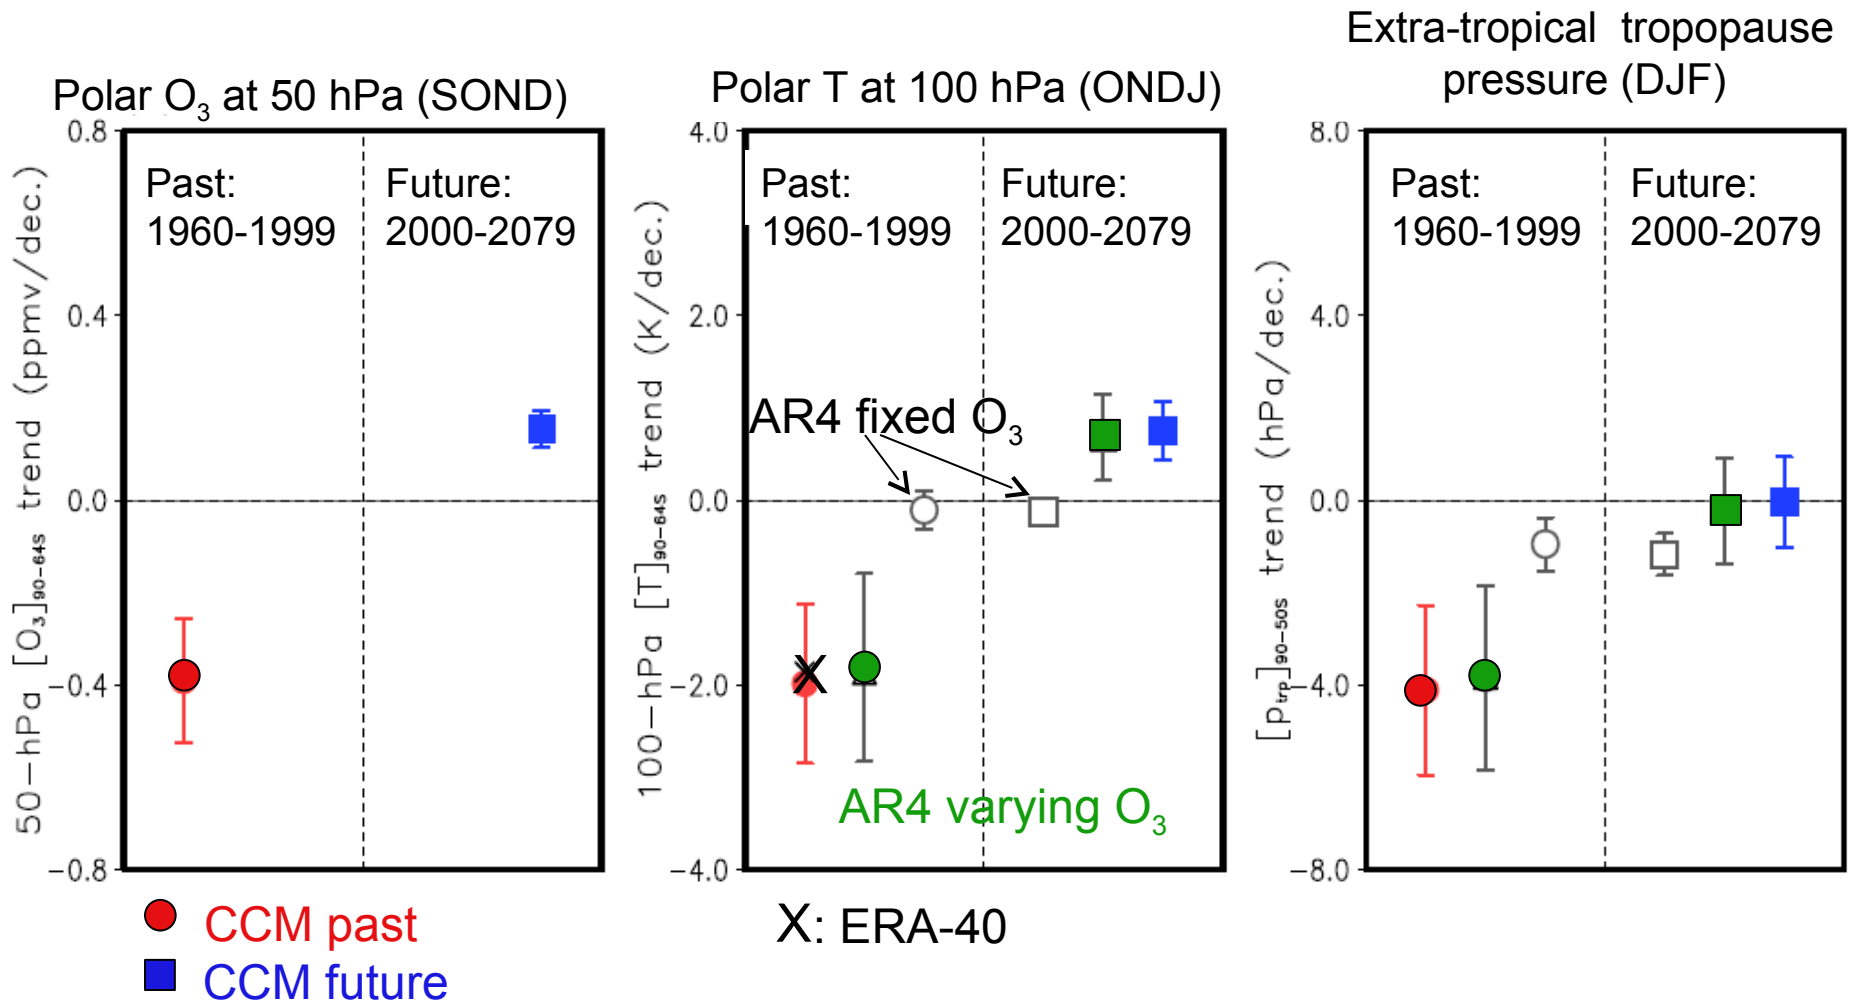 Extra-tropical tropopause
pressure (DJF)
Polar O₃ at 50 hPa (SOND)
Polar T at 100 hPa (ONDJ)
50-hPa [O₃]90-64S trend (ppmv/dec.)
0.8
0.4
0.0
-0.4
-0.8
Past:
1960-1999
Future:
2000-2079
100-hPa [T]90-64S trend (K/dec.)
4.0
2.0
0.0
-2.0
-4.0
Past:
1960-1999
Future:
2000-2079
AR4 fixed O₃
X
AR4 varying O₃
[ptrp]90-50S trend (hPa/dec.)
8.0
4.0
0.0
-4.0
-8.0
Past:
1960-1999
Future:
2000-2079
CCM past
CCM future
X: ERA-40